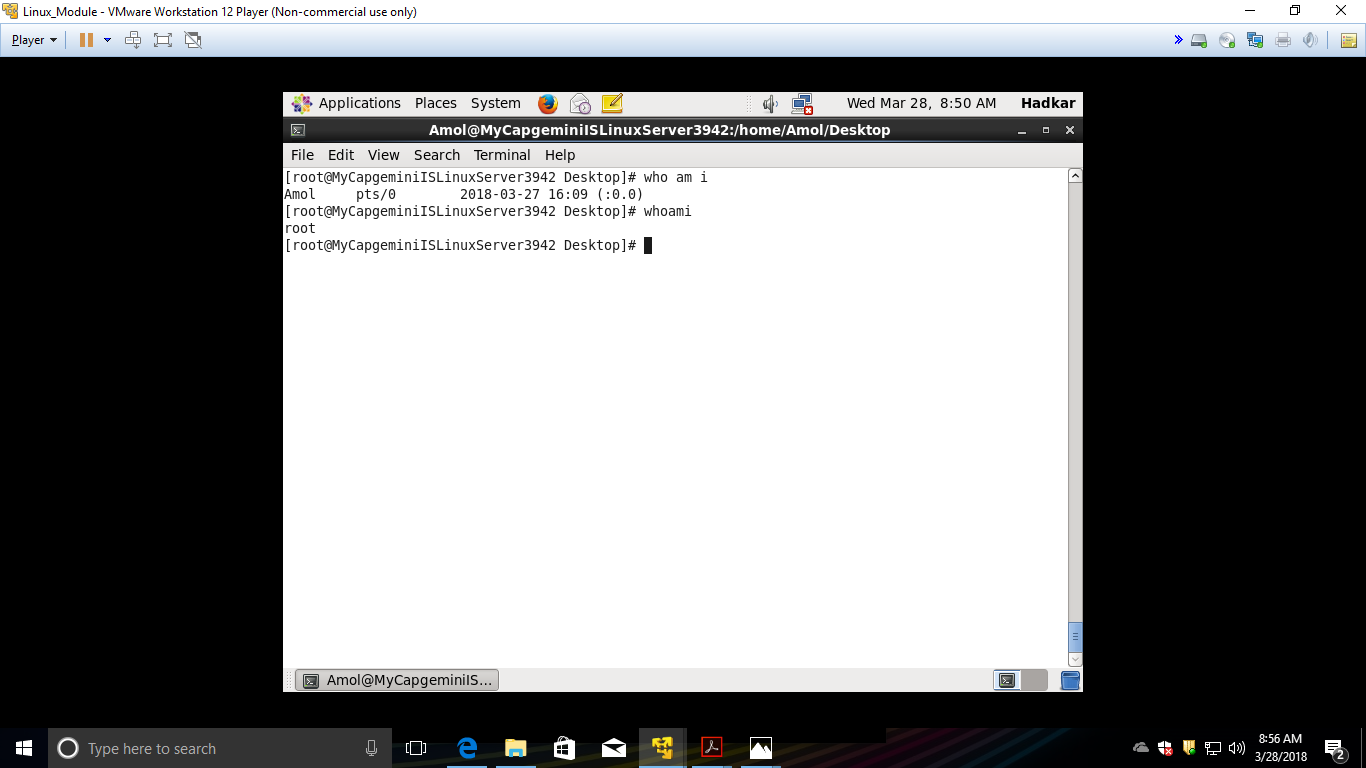 Linux_Module - VMware Workstation 12 Player (Non-commercial use only)
Player
Applications Places System Wed Mar 28, 8:50 AM Hadkar
Amol@MyCapgeminiISLinuxServer3942:/home/Amol/Desktop
File Edit View Search Terminal Help
[root@MyCapgeminiISLinuxServer3942 Desktop]# who am i
Amol pts/0 2018-03-27 16:09 (:0.0)
[root@MyCapgeminiISLinuxServer3942 Desktop]# whoami
root
[root@MyCapgeminiISLinuxServer3942 Desktop]#
Amol@MyCapgeminiIS...
Type here to search
8:56 AM
3/28/2018
2